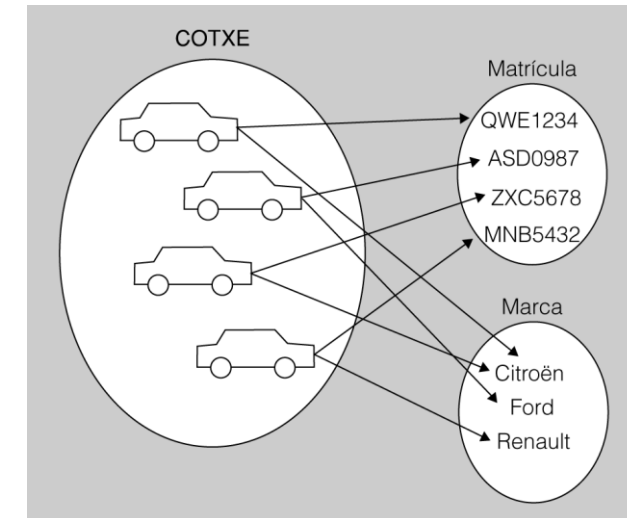 COTXE
Matrícula
QWE1234
ASD0987
ZXC5678
MNB5432
Marca
Citroën
Ford
Renault